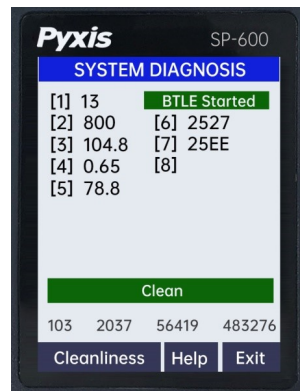 Pyxis SP-600
SYSTEM DIAGNOSIS
[1] 13 BTLE Started
[2] 800 [6] 2527
[3] 104.8 [7] 25EE
[4] 0.65 [8]
[5] 78.8
Clean
103 2037 56419 483276
Cleanliness Help Exit